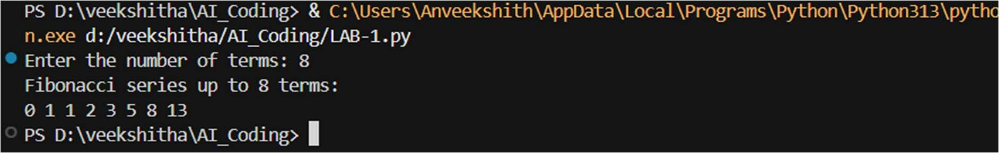 PS D:\veekshitha\AI_Coding> & C:\Users\Anveekshith\AppData\Local\Programs\Python\Python313\pytho
n.exe d:/veekshitha/AI_Coding/LAB-1.py
Enter the number of terms: 8
Fibonacci series up to 8 terms:
0 1 1 2 3 5 8 13
PS D:\veekshitha\AI_Coding>